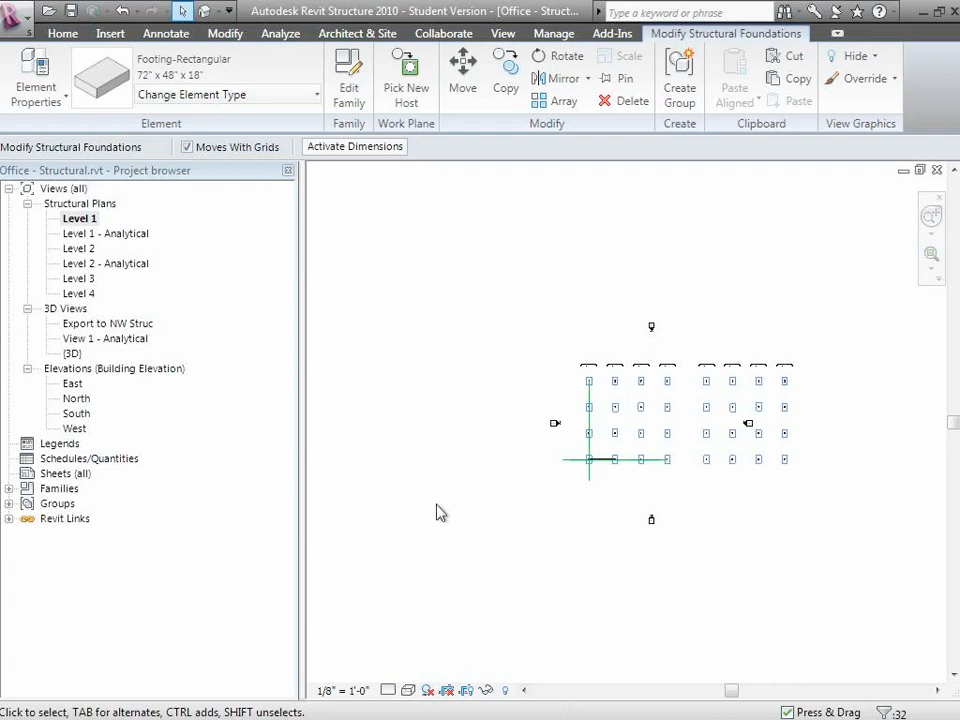 Autodesk Revit Structure 2010 - Student Version - [Office - Struct...
Type a keyword or phrase
Home Insert Annotate Modify Analyze Architect & Site Collaborate View Manage Add-Ins Modify Structural Foundations
Element Properties
Footing-Rectangular
72" x 48" x 18"
Change Element Type
Edit Family
Pick New Host
Move
Copy
Rotate
Mirror
Array
Scale
Pin
Delete
Create Group
Paste Aligned
Cut
Copy
Paste
Hide
Override
Element Family Work Plane Modify Create Clipboard View Graphics
Modify Structural Foundations Moves With Grids Activate Dimensions
Office - Structural.rvt - Project browser
Views (all)
Structural Plans
Level 1
Level 1 - Analytical
Level 2
Level 2 - Analytical
Level 3
Level 4
3D Views
Export to NW Struc
View 1 - Analytical
{3D}
Elevations (Building Elevation)
East
North
South
West
Legends
Schedules/Quantities
Sheets (all)
Families
Groups
Revit Links
1/8" = 1'-0"
Click to select, TAB for alternates, CTRL adds, SHIFT unselects.
Press & Drag
:32